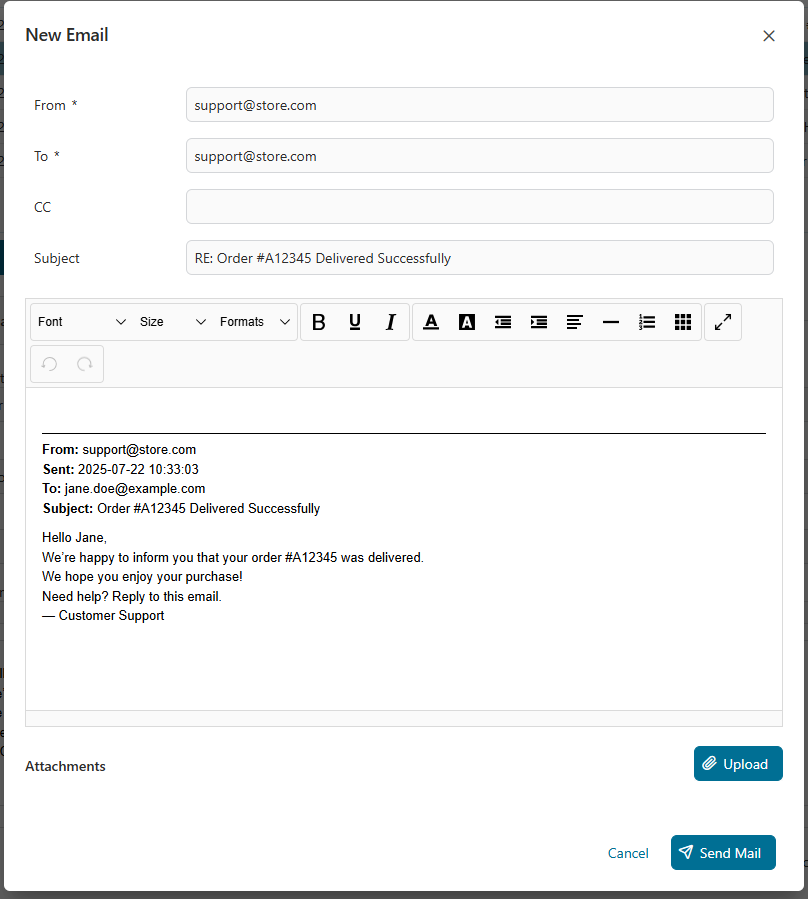 New Email
From *
support@store.com
To *
support@store.com
CC
Subject
RE: Order #A12345 Delivered Successfully
Font Size Formats B U I A A
From: support@store.com
Sent: 2025-07-22 10:33:03
To: jane.doe@example.com
Subject: Order #A12345 Delivered Successfully
Hello Jane,
We’re happy to inform you that your order #A12345 was delivered.
We hope you enjoy your purchase!
Need help? Reply to this email.
— Customer Support
Attachments
Upload
Cancel
Send Mail